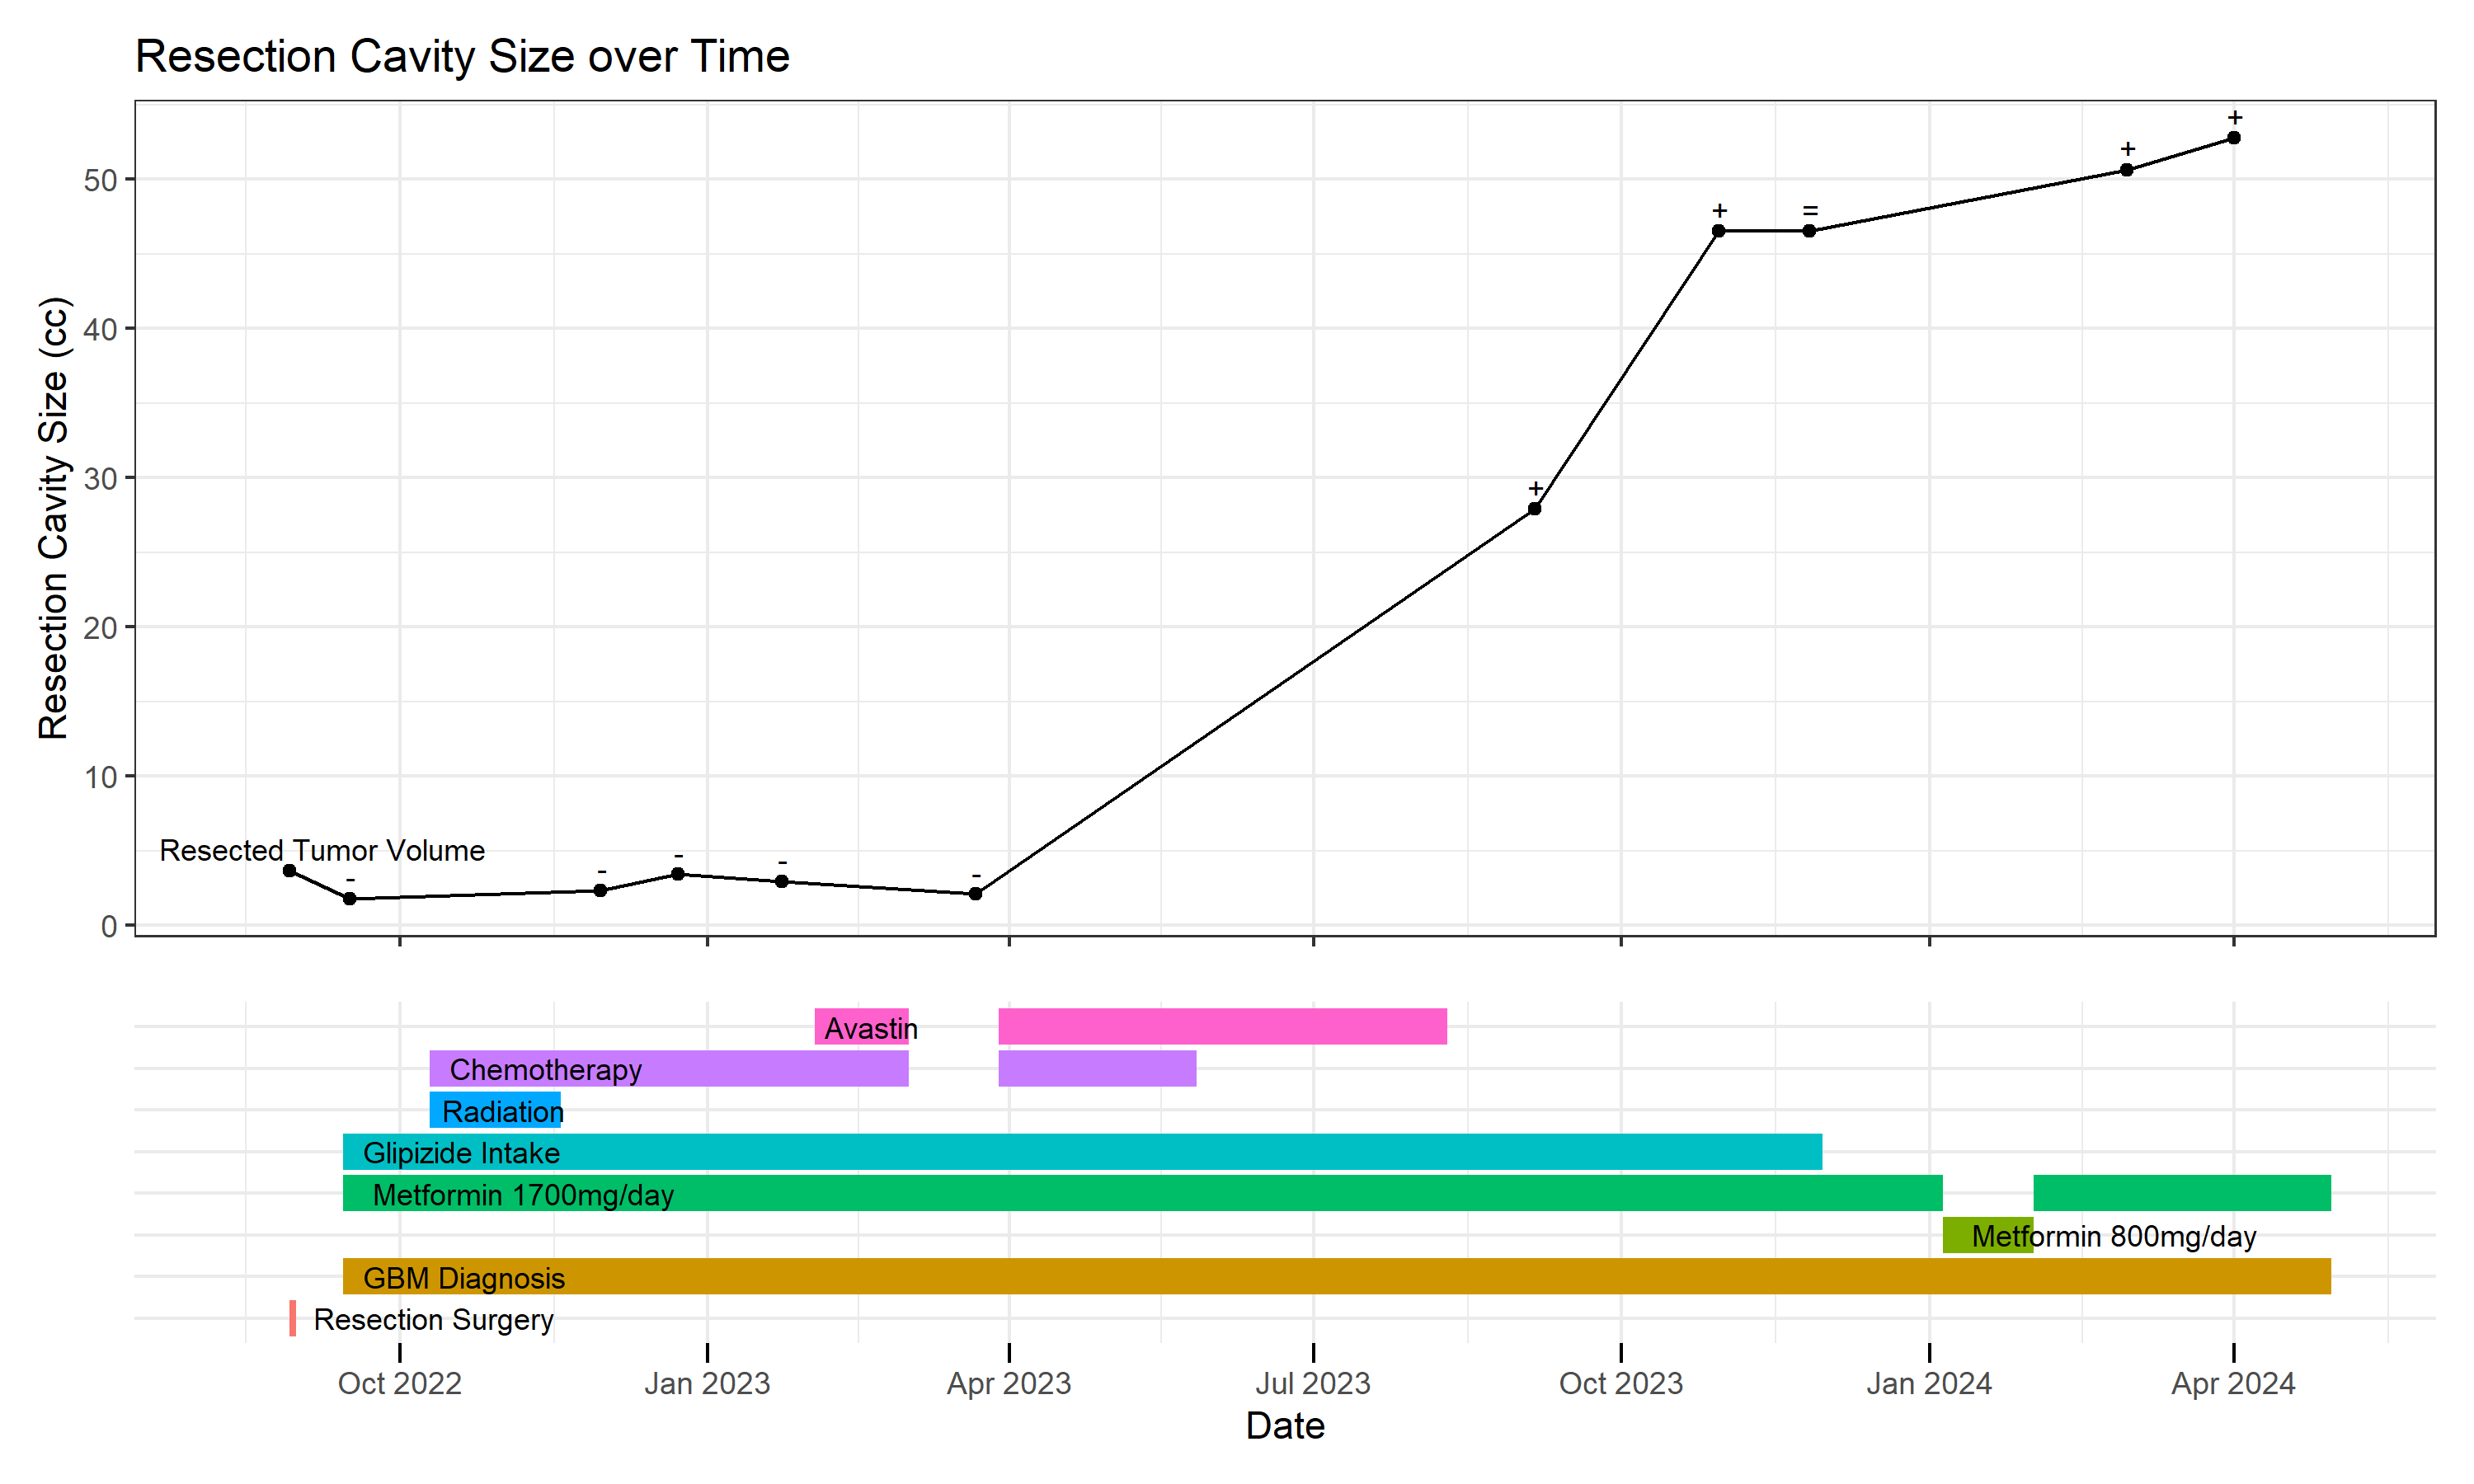 Resection Cavity Size over Time
Resection Cavity Size (cc)
50
40
30
20
10
0
Resected Tumor Volume
-
-
-
-
-
+
+
=
+
+
Avastin
Chemotherapy
Radiation
Glipizide Intake
Metformin 1700mg/day
Metformin 800mg/day
GBM Diagnosis
Resection Surgery
Oct 2022 Jan 2023 Apr 2023 Jul 2023 Oct 2023 Jan 2024 Apr 2024
Date